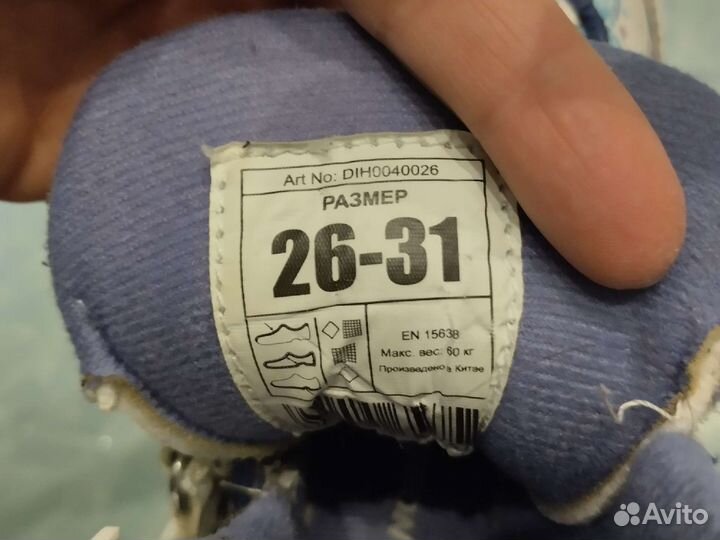 Art No: DIH0040026
РАЗМЕР
26-31
EN 15638
Макс. вес: 60 кг
Произведено в Китае
Avito